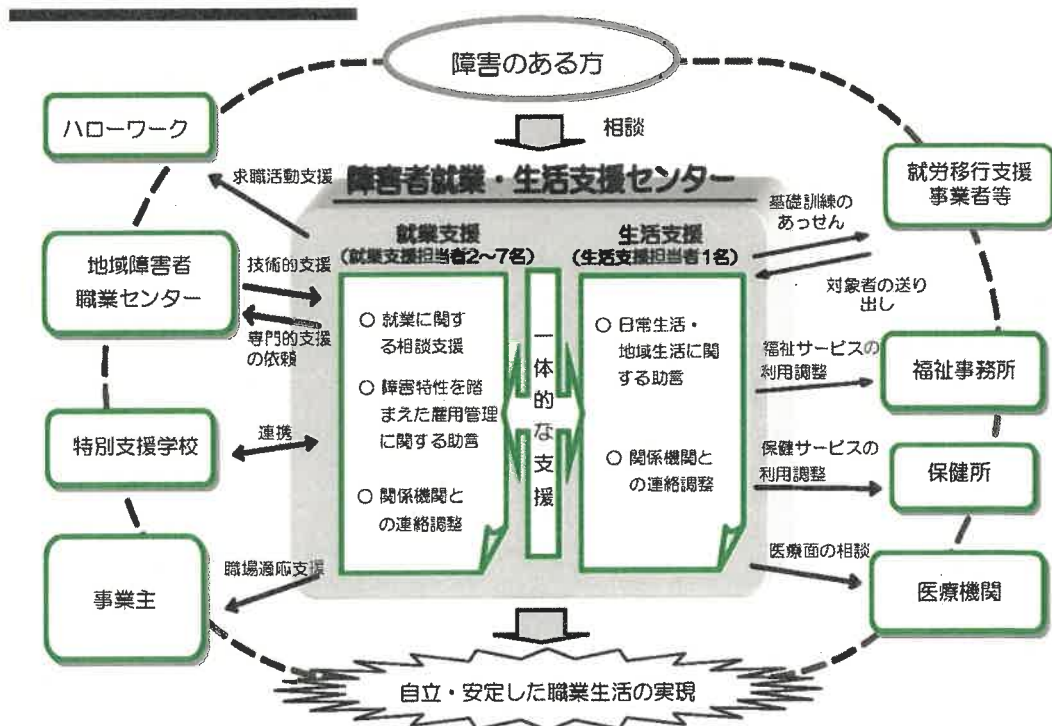 障害のある方
相談
ハローワーク
求職活動支援
障害者就業・生活支援センター
就労移行支援
事業者等
基礎訓練の
あっせん
対象者の送り
出し
就業支援
(就業支援担当者2～7名)
生活支援
(生活支援担当者1名)
地域障害者
職業センター
技術的支援
専門的支援
の依頼
○ 就業に関す
る相談支援
○ 障害特性を踏
まえた雇用管理
に関する助言
○ 関係機関と
の連絡調整
一体的な支援
○ 日常生活・
地域生活に関
する助言
○ 関係機関と
の連絡調整
福祉サービスの
利用調整
福祉事務所
特別支援学校
連携
保健サービスの
利用調整
保健所
事業主
職場適応支援
医療面の相談
医療機関
自立・安定した職業生活の実現